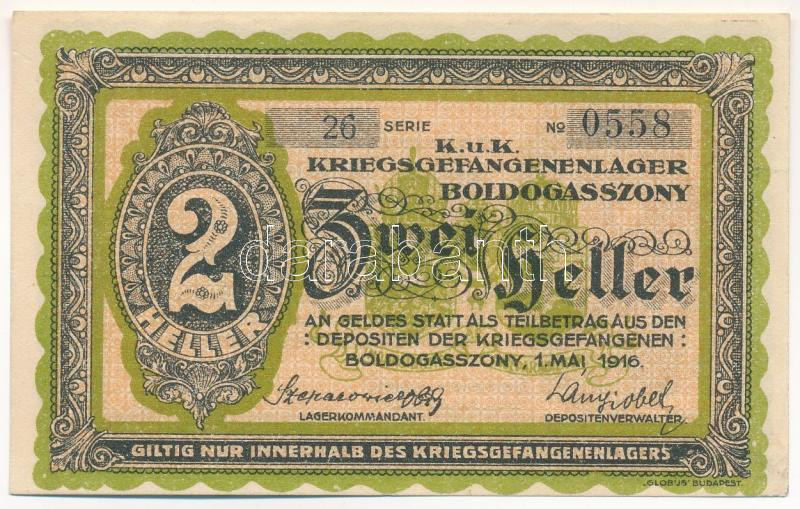 26 SERIE № 0558
K.u.K.
KRIEGSGEFANGENENLAGER
BOLDOGASSZONY
2
HELLER
Zwei Heller
AN GELDES STATT ALS TEILBETRAG AUS DEN
: DEPOSITEN DER KRIEGSGEFANGENEN :
BOLDOGASSZONY, 1. MAI 1916.
LAGERKOMMANDANT. DEPOSITENVERWALTER
GILTIG NUR INNERHALB DES KRIEGSGEFANGENENLAGERS
„GLOBUS" BUDAPEST.
darabanth